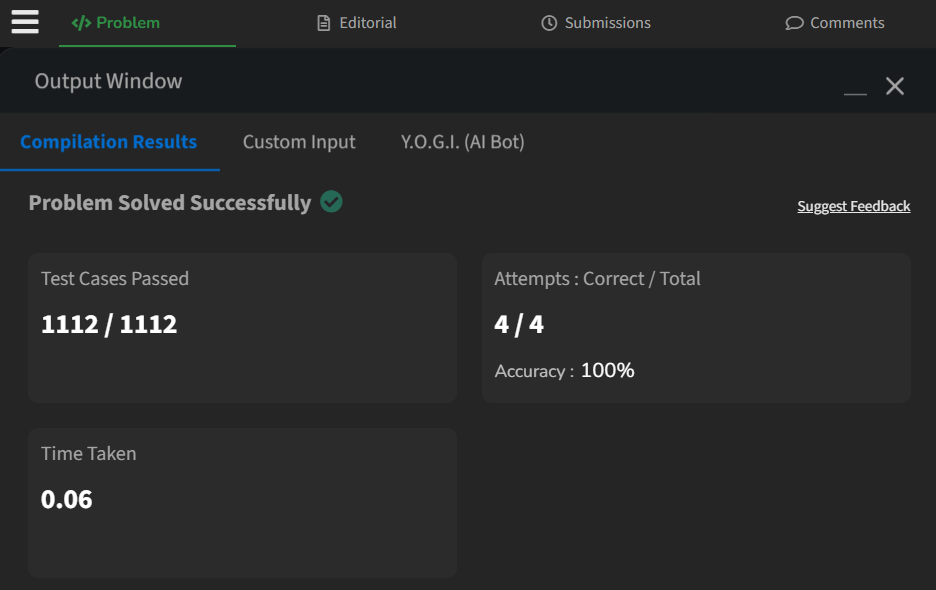 </> Problem
Editorial
Submissions
Comments
Output Window
Compilation Results
Custom Input
Y.O.G.I. (AI Bot)
Problem Solved Successfully
Suggest Feedback
Test Cases Passed
1112 / 1112
Attempts : Correct / Total
4 / 4
Accuracy : 100%
Time Taken
0.06